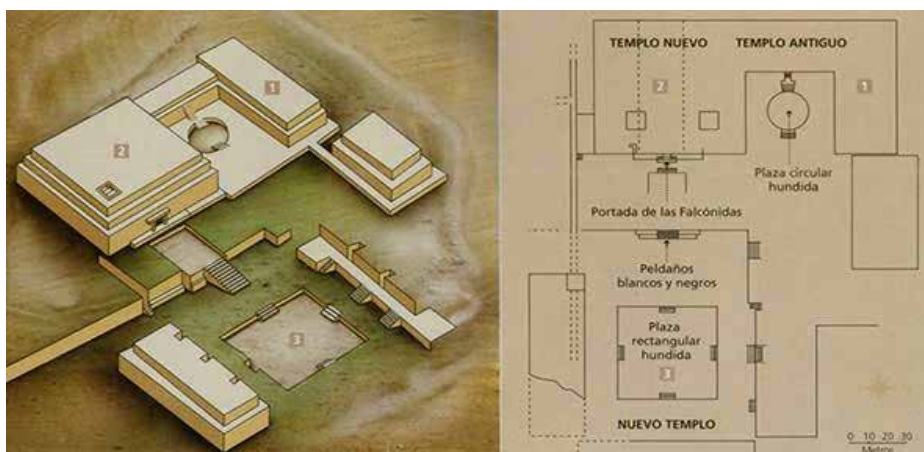 1
2
3
TEMPLO NUEVO
TEMPLO ANTIGUO
2
1
Plaza circular
hundida
Portada de las Falcónidas
Peldaños
blancos y negros
Plaza
rectangular
hundida
3
NUEVO TEMPLO
0 10 20 30
Metros